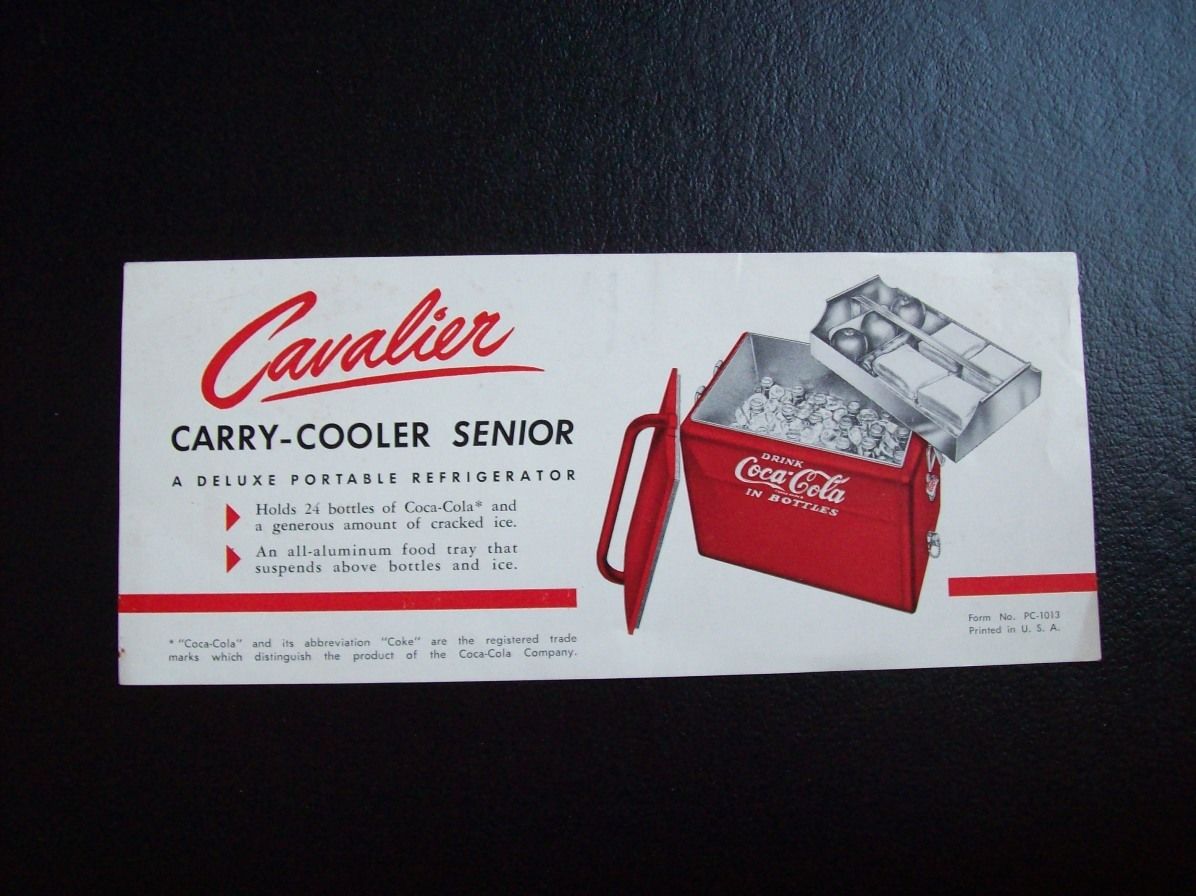 Cavalier
CARRY-COOLER SENIOR
A DELUXE PORTABLE REFRIGERATOR
Holds 24 bottles of Coca-Cola* and
a generous amount of cracked ice.
An all-aluminum food tray that
suspends above bottles and ice.
* "Coca-Cola" and its abbreviation "Coke" are the registered trade
marks which distinguish the product of the Coca-Cola Company.
DRINK
Coca-Cola
IN BOTTLES
Form No. PC-1013
Printed in U. S. A.